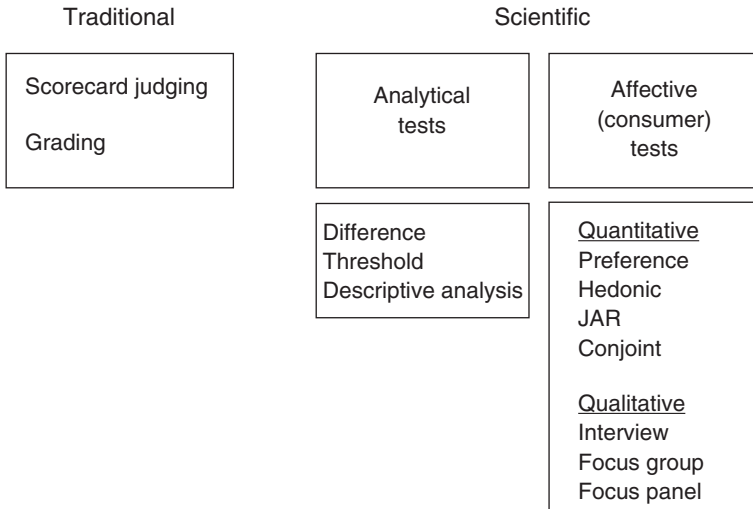 Traditional
Scientific
Scorecard judging
Grading
Analytical
tests
Affective
(consumer)
tests
Difference
Threshold
Descriptive analysis
Quantitative
Preference
Hedonic
JAR
Conjoint
Qualitative
Interview
Focus group
Focus panel